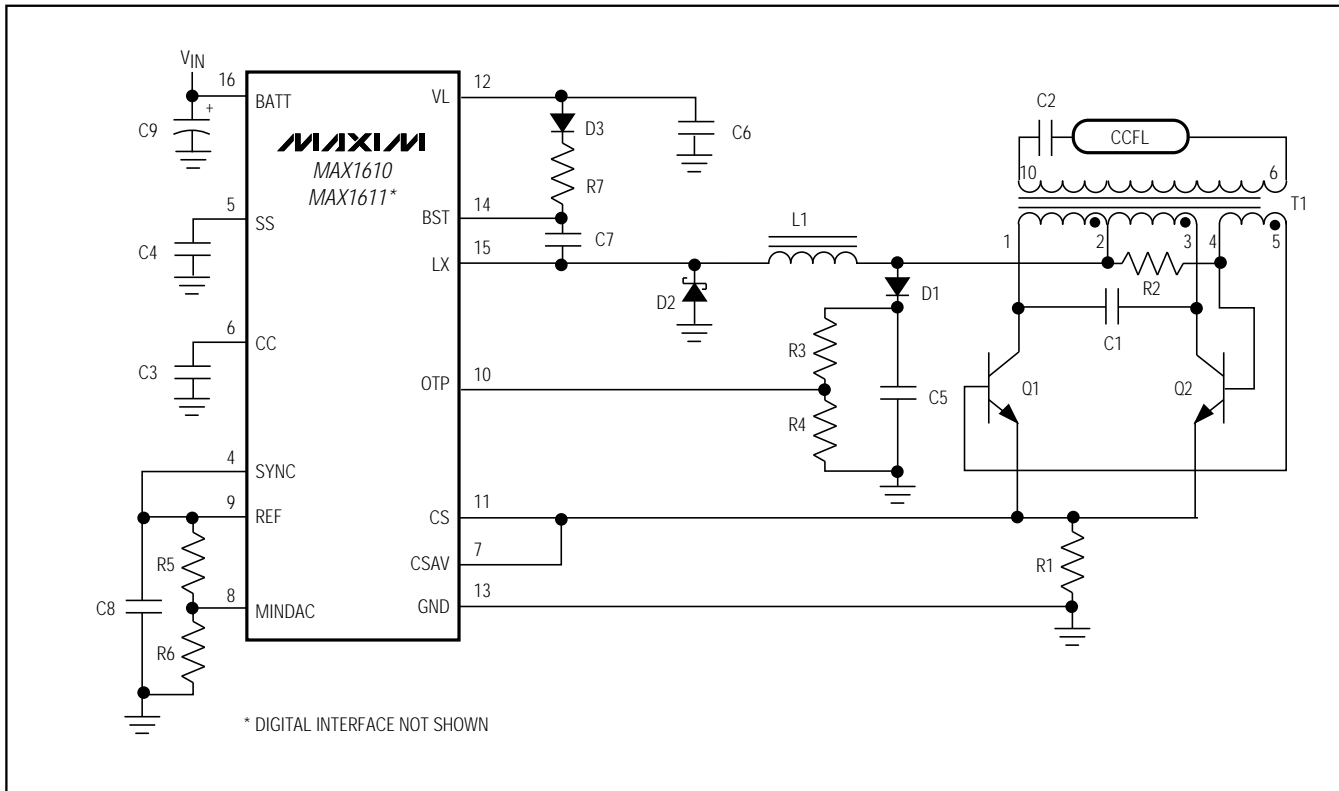 VIN
16
BATT
C9
+
MAXIM
MAX1610
MAX1611*
12
VL
D3
R7
C6
14
BST
C7
15
LX
5
SS
C4
6
CC
C3
10
OTP
4
SYNC
9
REF
R5
8
MINDAC
C8
R6
11
CS
7
CSAV
13
GND
D2
L1
D1
R3
R4
C5
C2
CCFL
10
6
T1
1
2
3
4
5
R2
C1
Q1
Q2
R1
* DIGITAL INTERFACE NOT SHOWN